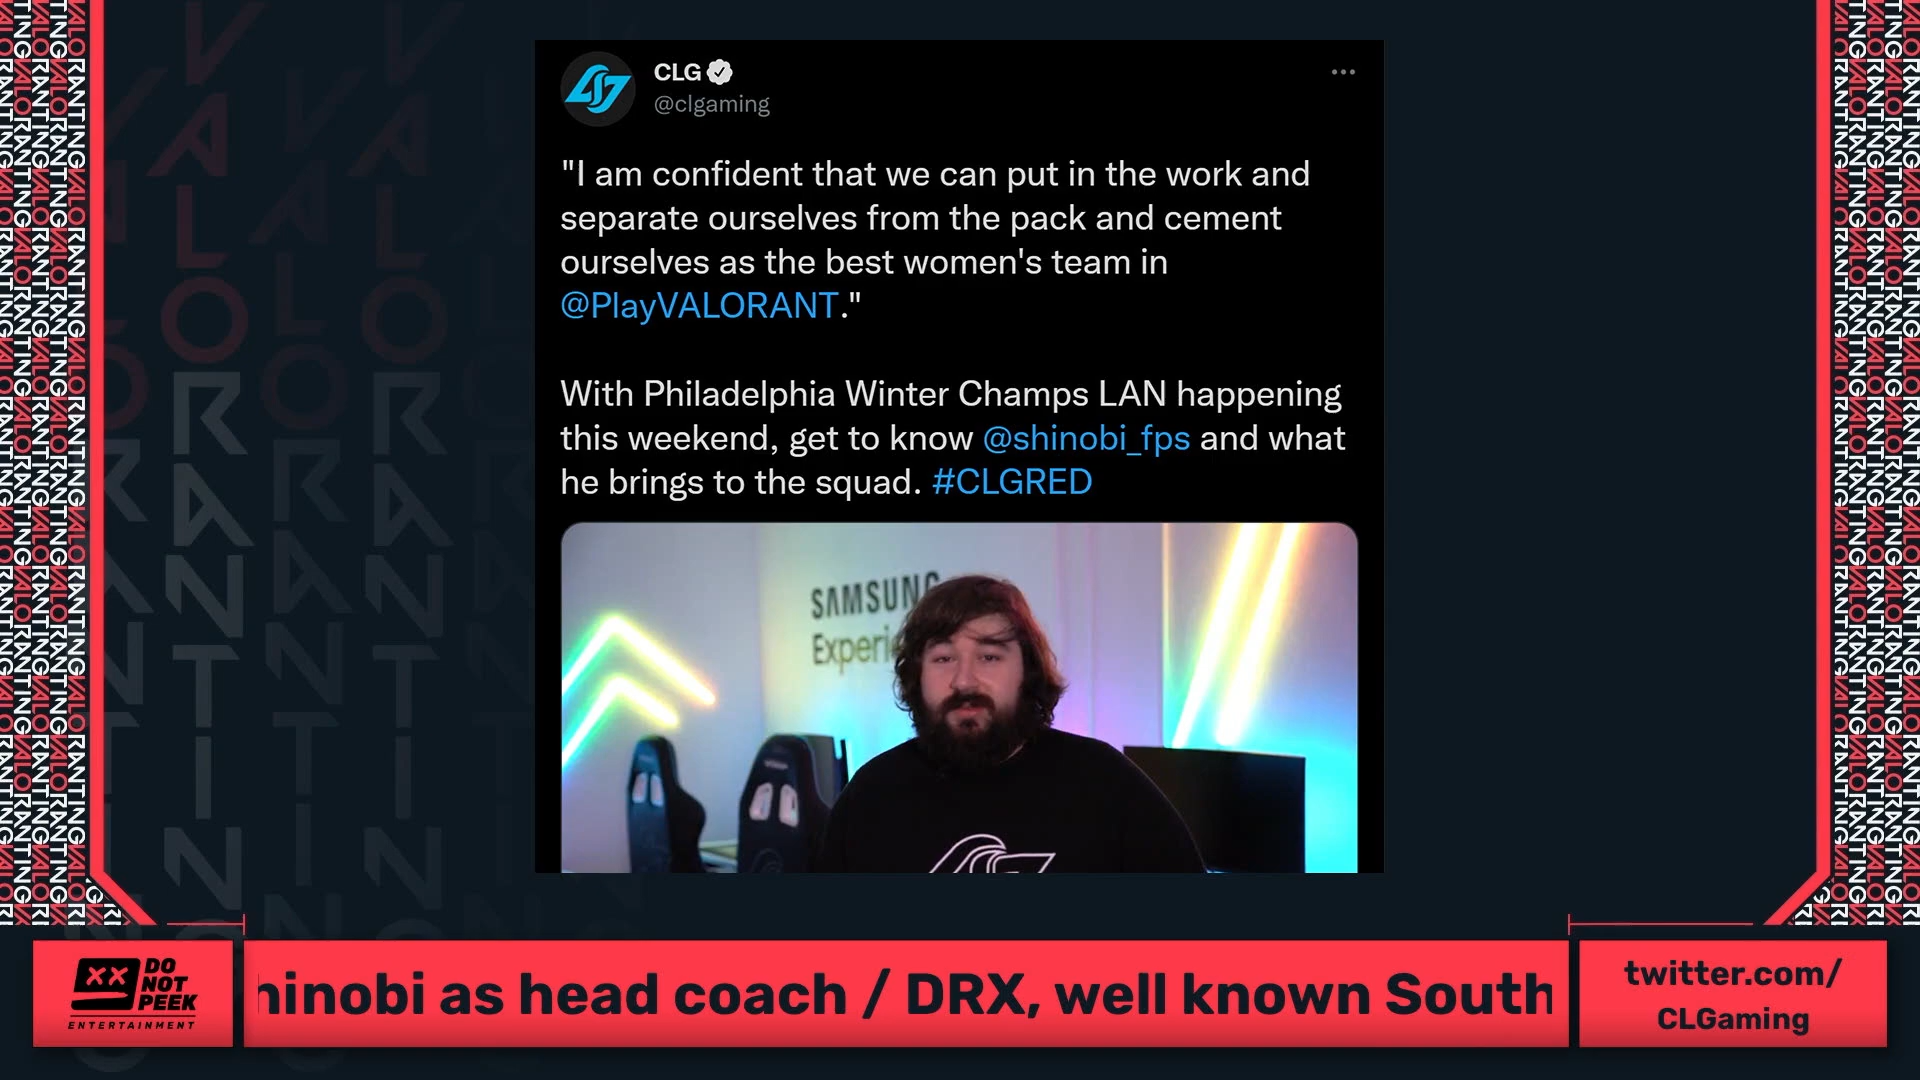 CLG
@clgaming
"I am confident that we can put in the work and
separate ourselves from the pack and cement
ourselves as the best women's team in
@PlayVALORANT."
With Philadelphia Winter Champs LAN happening
this weekend, get to know @shinobi_fps and what
he brings to the squad. #CLGRED
SAMSUNG
Experi
DO
NOT
PEEK
ENTERTAINMENT
hinobi as head coach / DRX, well known South
twitter.com/
CLGaming
VALORANTING
VALORANTING